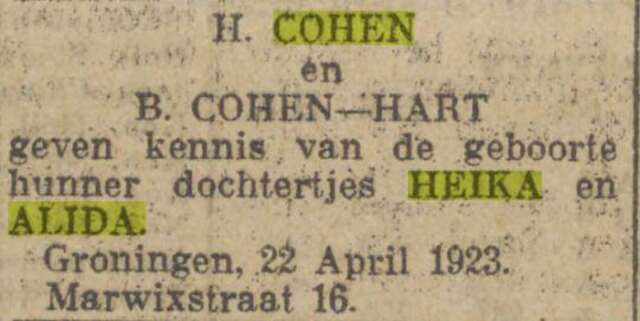 H. COHEN
en
B. COHEN—HART
geven kennis van de geboorte
hunner dochtertjes HEIKA en
ALIDA.
Groningen, 22 April 1923.
Marwixstraat 16.